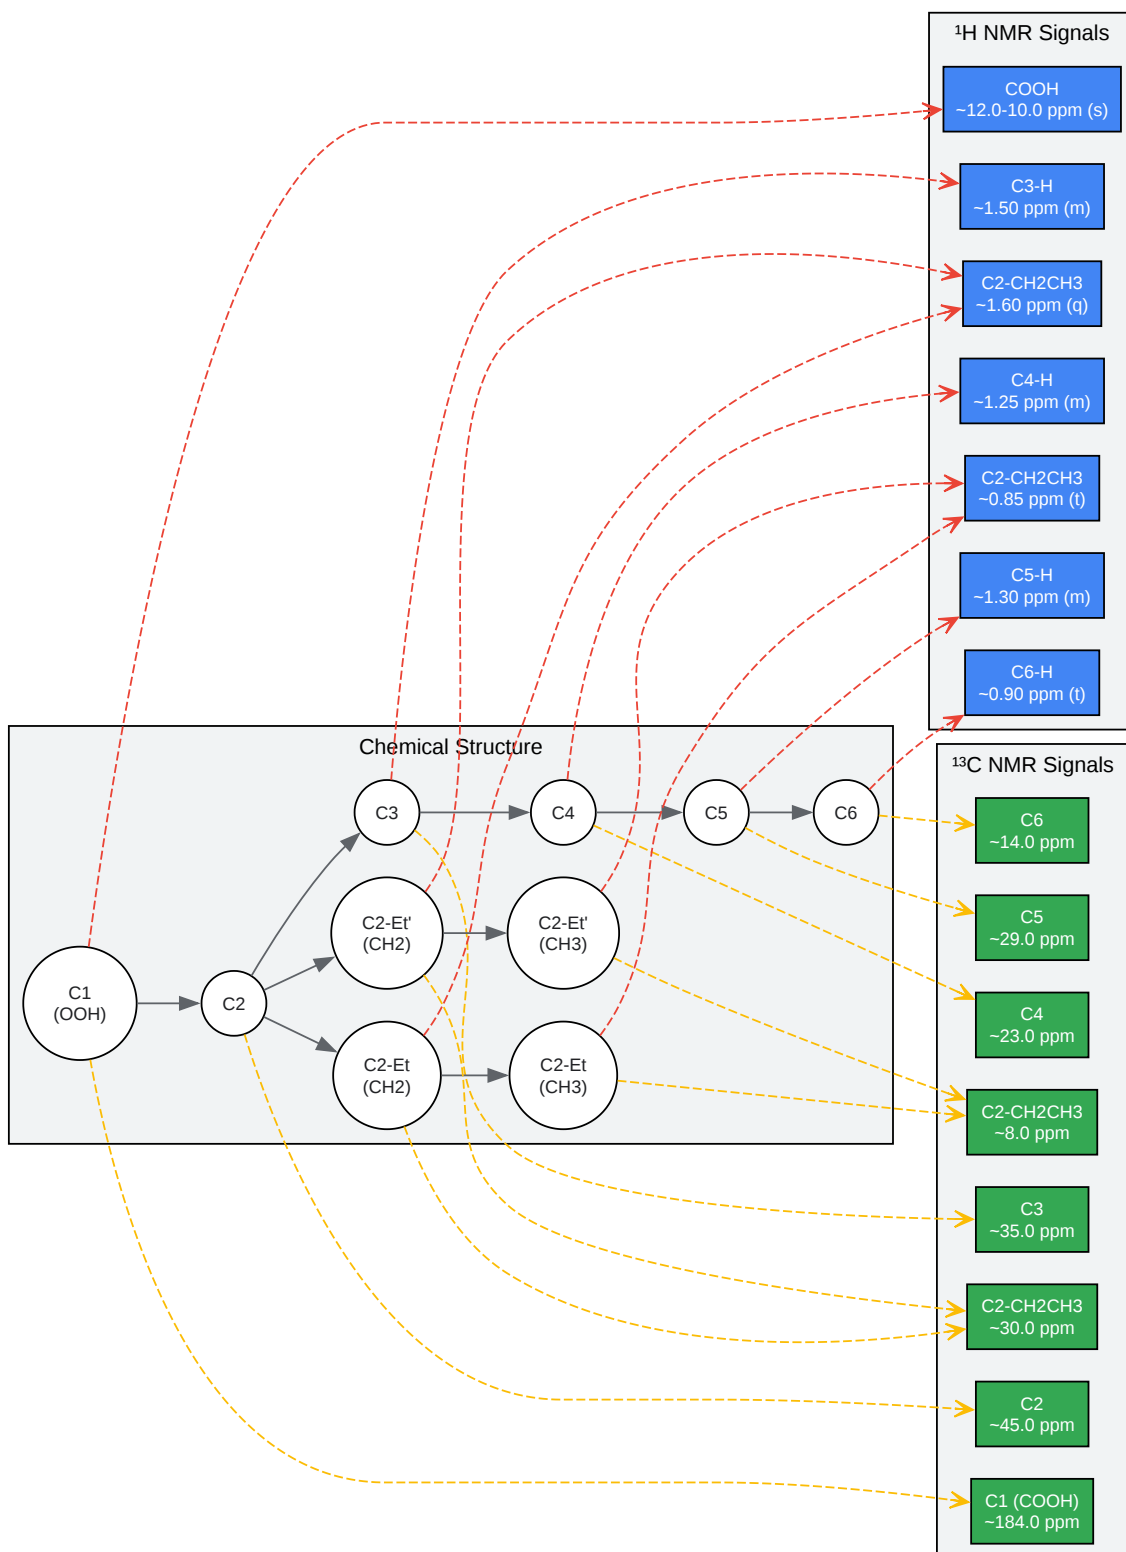 ¹H NMR Signals
COOH
~12.0-10.0 ppm (s)
C3-H
~1.50 ppm (m)
C2-CH2CH3
~1.60 ppm (q)
C4-H
~1.25 ppm (m)
C2-CH2CH3
~0.85 ppm (t)
C5-H
~1.30 ppm (m)
C6-H
~0.90 ppm (t)
Chemical Structure
C3
C4
C5
C6
C2-Et'
(CH2)
C2-Et'
(CH3)
C1
(OOH)
C2
C2-Et
(CH2)
C2-Et
(CH3)
¹³C NMR Signals
C6
~14.0 ppm
C5
~29.0 ppm
C4
~23.0 ppm
C2-CH2CH3
~8.0 ppm
C3
~35.0 ppm
C2-CH2CH3
~30.0 ppm
C2
~45.0 ppm
C1 (COOH)
~184.0 ppm